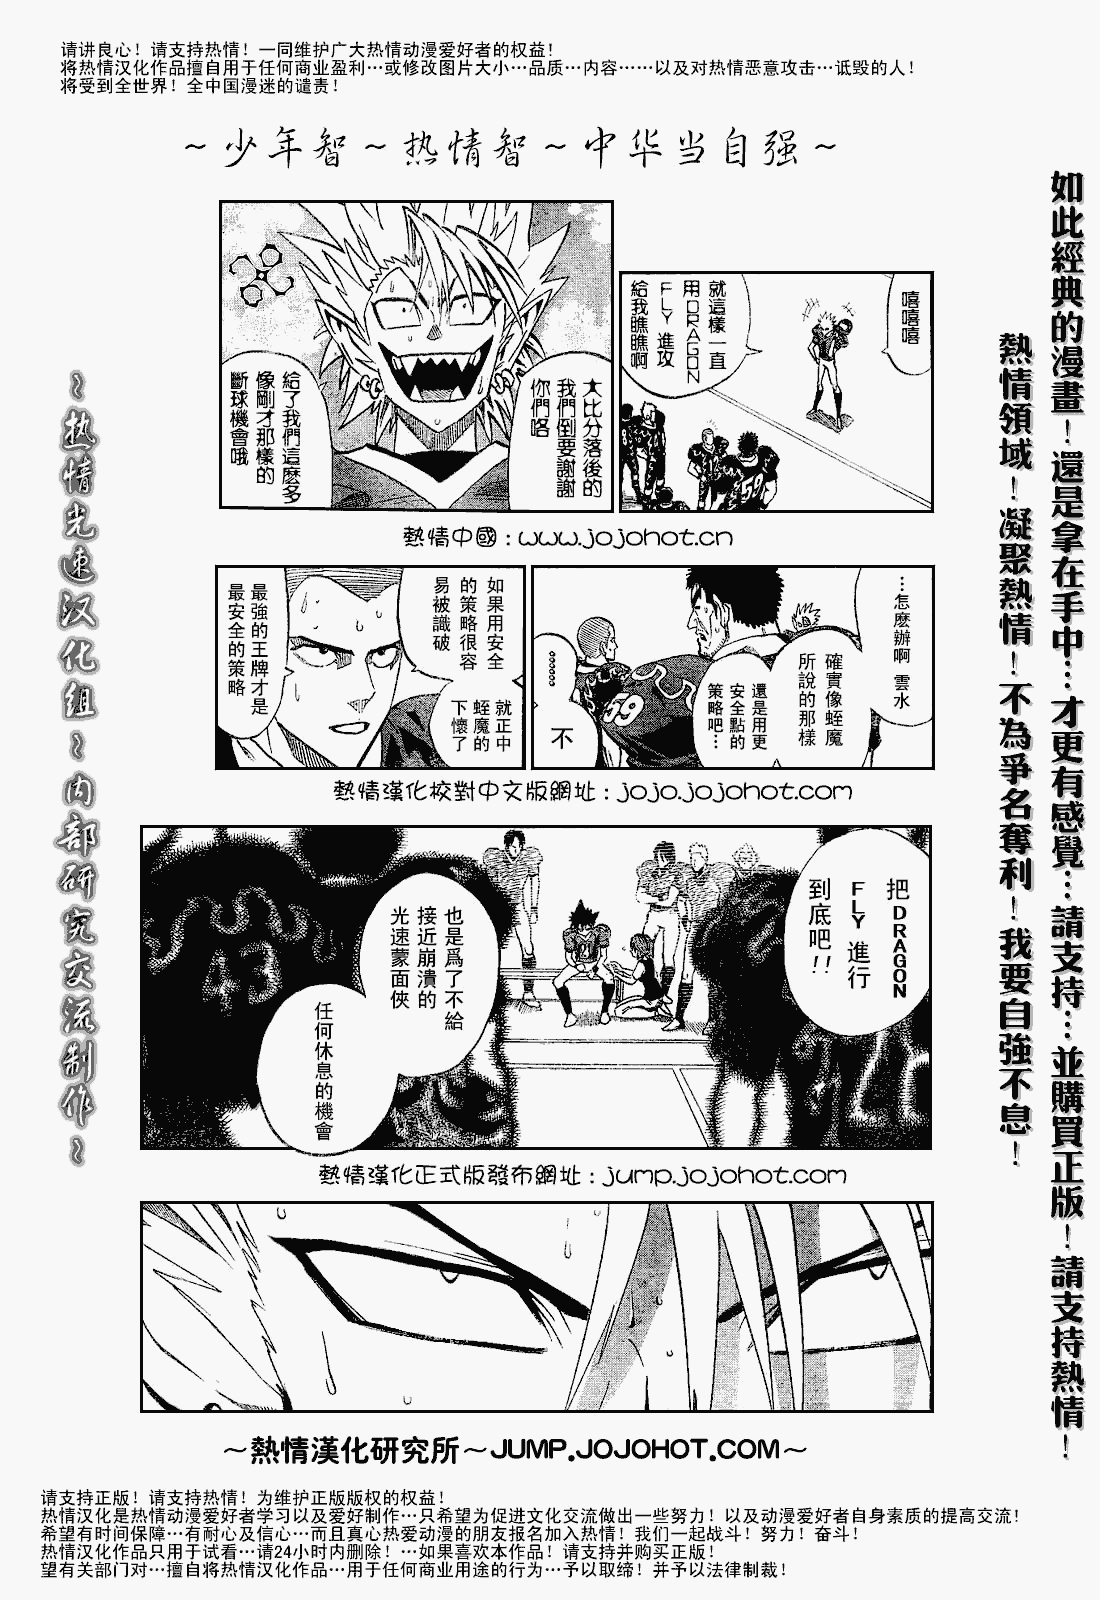 请讲良心！请支持热情！一同维护广大热情动漫爱好者的权益！
将热情汉化作品擅自用于任何商业盈利…或修改图片大小…品质…内容……以及对热情恶意攻击…诋毁的人！
将受到全世界！全中国漫迷的谴责！
～少年智～热情智～中华当自强～
如此經典的漫畫！還是拿在手中…才更有感覺…請支持…並購買正版！請支持熱情！
熱情領域！凝聚熱情！不為爭名奪利！我要自強不息！
～热情光速汉化组～内部研究交流制作～
嘻嘻嘻
就這樣一直
用DRAGON
FLY 進攻
給我瞧瞧啊
大比分落後的
我們倒要謝謝
你們咯
給了我們這麽多
像剛才那樣的
斷球機會哦
熱情中國：www.jojohot.cn
…怎麽辦啊 雲水
確實像蛭魔
所說的那樣
還是用更
安全點的
策略吧…
……
不
如果用安全
的策略很容
易被識破
就正中
蛭魔的
下懷了
最強的王牌才是
最安全的策略
熱情漢化校對中文版網址：jojo.jojohot.com
把DRAGON
FLY 進行
到底吧!!
也是爲了不給
接近崩潰的
光速蒙面俠
任何休息的機會
59
59
43
21
熱情漢化正式版發布網址：jump.jojohot.com
～熱情漢化研究所～JUMP.JOJOHOT.COM～
请支持正版！请支持热情！为维护正版版权的权益！
热情汉化是热情动漫爱好者学习以及爱好制作…只希望为促进文化交流做出一些努力！以及动漫爱好者自身素质的提高交流！
希望有时间保障…有耐心及信心…而且真心热爱动漫的朋友报名加入热情！我们一起战斗！努力！奋斗！
热情汉化作品只用于试看…请24小时内删除！…如果喜欢本作品！请支持并购买正版！
望有关部门对…擅自将热情汉化作品…用于任何商业用途的行为…予以取缔！并予以法律制裁！